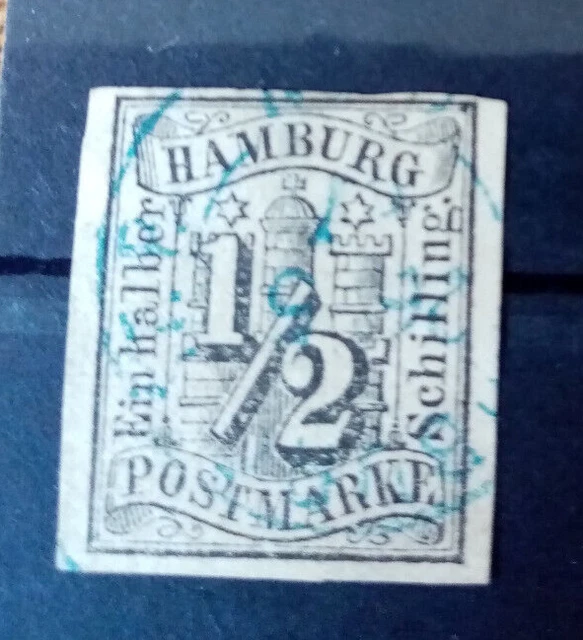 HAMBURG
Ein halber
1/2
Schilling.
POSTMARKE